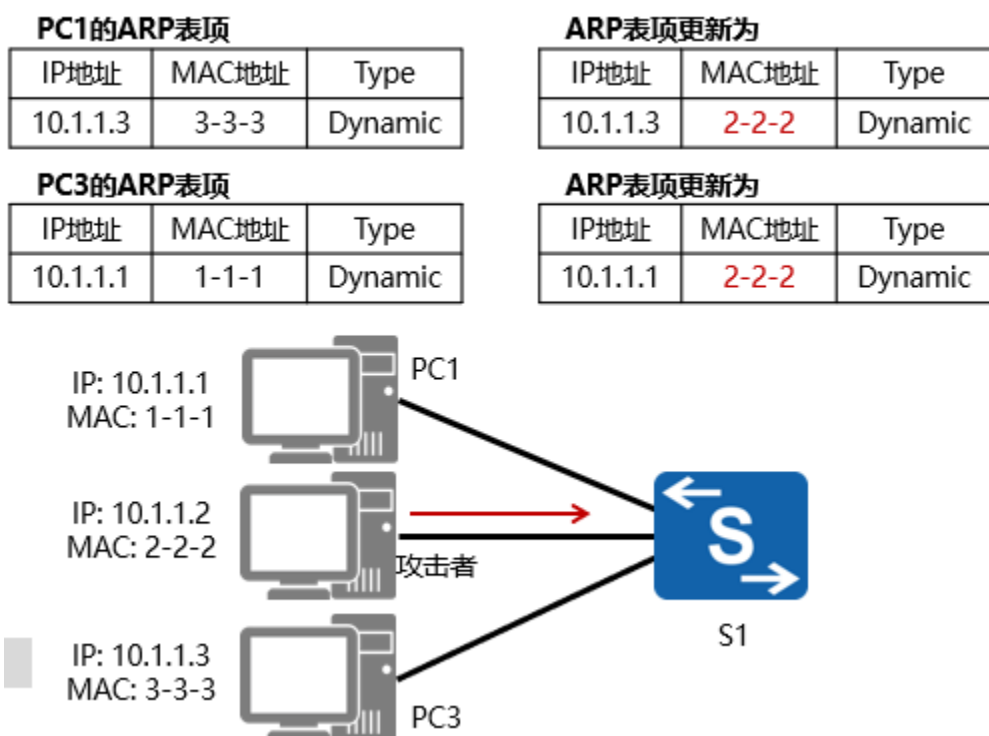 PC1的ARP表项 ARP表项更新为
IP地址 MAC地址 Type IP地址 MAC地址 Type
10.1.1.3 3-3-3 Dynamic 10.1.1.3 2-2-2 Dynamic
PC3的ARP表项 ARP表项更新为
IP地址 MAC地址 Type IP地址 MAC地址 Type
10.1.1.1 1-1-1 Dynamic 10.1.1.1 2-2-2 Dynamic
PC1
IP: 10.1.1.1
MAC: 1-1-1
IP: 10.1.1.2
MAC: 2-2-2
攻击者
S
S1
IP: 10.1.1.3
MAC: 3-3-3
PC3